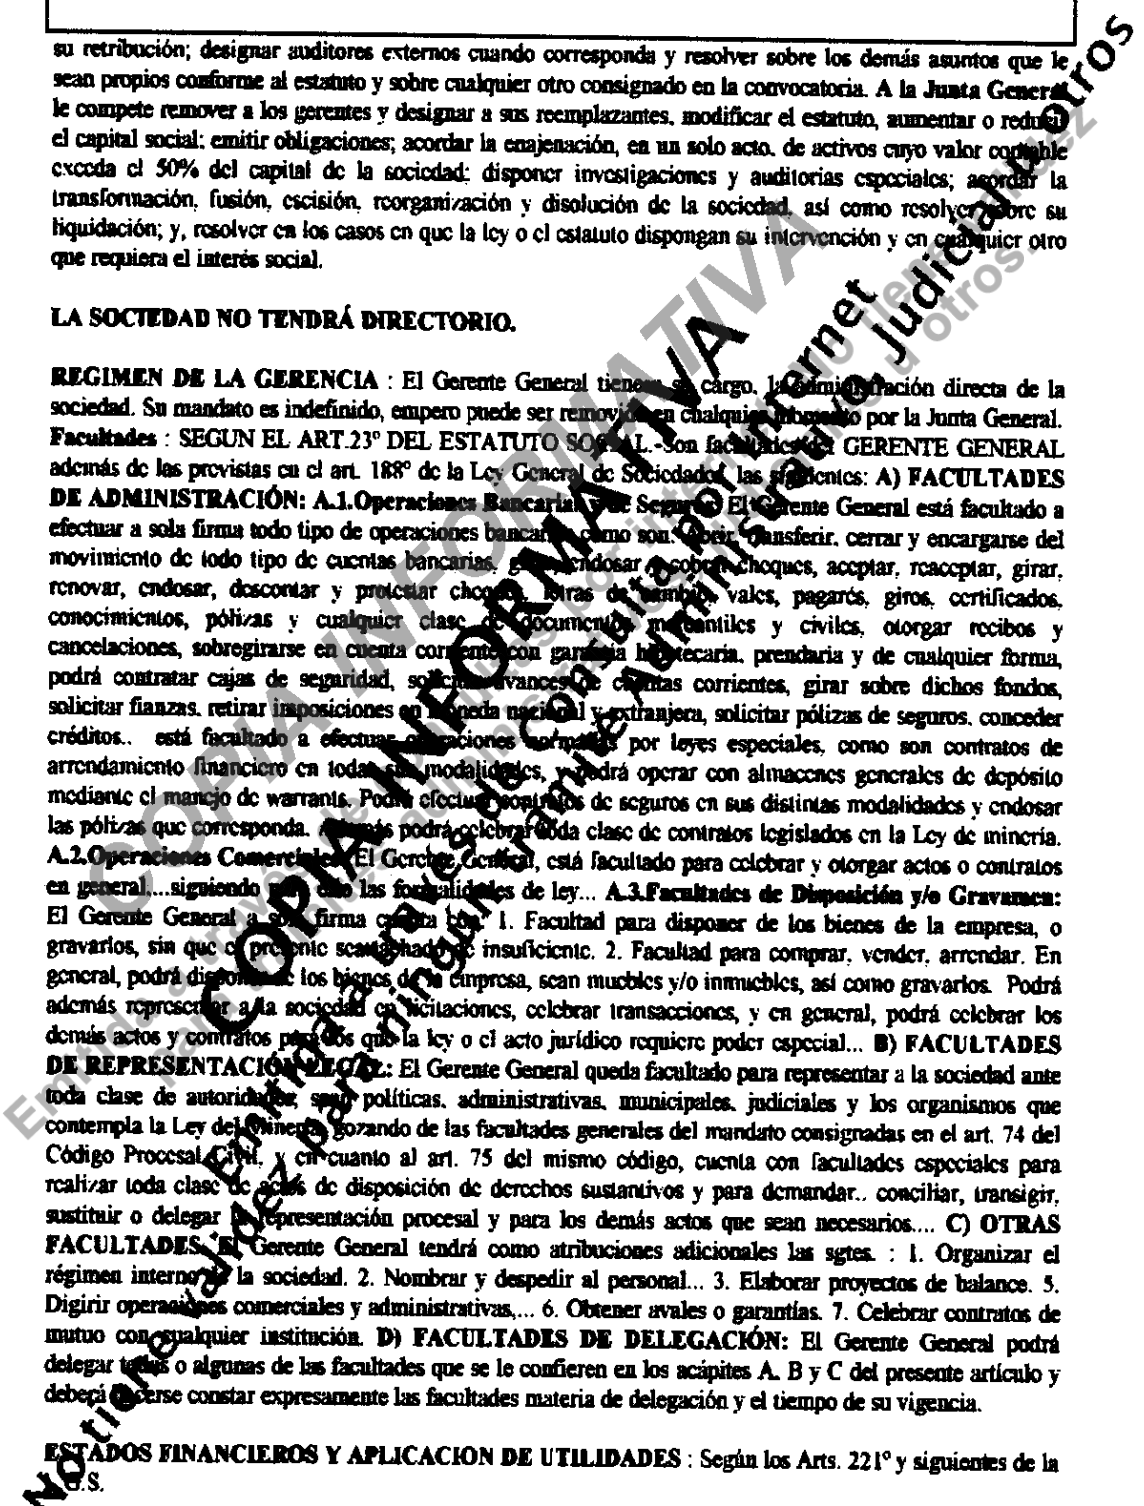 su retribución; designar auditores externos cuando corresponda y resolver sobre los demás asuntos que le
sean propios conforme al estatuto y sobre cualquier otro consignado en la convocatoria. A la Junta General
le compete remover a los gerentes y designar a sus reemplazantes, modificar el estatuto, aumentar o reducir
el capital social; emitir obligaciones; acordar la enajenación, en un solo acto, de activos cuyo valor contable
exceda el 50% del capital de la sociedad; disponer investigaciones y auditorias especiales; acordar la
transformación, fusión, escisión, reorganización y disolución de la sociedad, así como resolver sobre su
liquidación; y, resolver en los casos en que la ley o el estatuto dispongan su intervención y en cualquier otro
que requiera el interés social.
LA SOCIEDAD NO TENDRÁ DIRECTORIO.
REGIMEN DE LA GERENCIA : El Gerente General tiene a su cargo, la administración directa de la
sociedad. Su mandato es indefinido, empero puede ser removido en cualquier momento por la Junta General.
Facultades : SEGUN EL ART.23º DEL ESTATUTO SOCIAL.-Son facultades del GERENTE GENERAL
además de las previstas en el art. 188º de la Ley General de Sociedades, las siguientes: A) FACULTADES
DE ADMINISTRACIÓN: A.1.Operaciones Bancarias y de Seguros: El Gerente General está facultado a
efectuar a sola firma todo tipo de operaciones bancarias como son: abrir, transferir, cerrar y encargarse del
movimiento de todo tipo de cuentas bancarias, girar, endosar y cobrar cheques, aceptar, reaceptar, girar,
renovar, endosar, descontar y protestar cheques, letras de cambio, vales, pagarés, giros, certificados,
conocimientos, pólizas y cualquier clase de documentos mercantiles y civiles, otorgar recibos y
cancelaciones, sobregirarse en cuenta corriente con garantía hipotecaria, prendaria y de cualquier forma,
podrá contratar cajas de seguridad, solicitar avances de cuentas corrientes, girar sobre dichos fondos,
solicitar fianzas, retirar imposiciones en moneda nacional y extranjera, solicitar pólizas de seguros, conceder
créditos.. está facultado a efectuar operaciones normadas por leyes especiales, como son contratos de
arrendamiento financiero en todas sus modalidades, y podrá operar con almacenes generales de depósito
mediante el manejo de warrants. Podrá efectuar contratos de seguros en sus distintas modalidades y endosar
las pólizas que corresponda. Además podrá celebrar toda clase de contratos legislados en la Ley de minería.
A.2.Operaciones Comerciales: El Gerente General, está facultado para celebrar y otorgar actos o contratos
en general,...siguiendo para ello las formalidades de ley... A.3.Facultades de Disposición y/o Gravamen:
El Gerente General a sola firma cuenta con: 1. Facultad para disponer de los bienes de la empresa, o
gravarlos, sin que el presente sea tachado de insuficiente. 2. Facultad para comprar, vender, arrendar. En
general, podrá disponer de los bienes de la empresa, sean muebles y/o inmuebles, así como gravarlos. Podrá
además representar a la sociedad en licitaciones, celebrar transacciones, y en general, podrá celebrar los
demás actos y contratos para los que la ley o el acto jurídico requiere poder especial... B) FACULTADES
DE REPRESENTACIÓN LEGAL: El Gerente General queda facultado para representar a la sociedad ante
toda clase de autoridades, sean políticas, administrativas, municipales, judiciales y los organismos que
contempla la Ley del Minería, gozando de las facultades generales del mandato consignadas en el art. 74 del
Código Procesal Civil, y en cuanto al art. 75 del mismo código, cuenta con facultades especiales para
realizar toda clase de actos de disposición de derechos sustantivos y para demandar.. conciliar, transigir,
sustituir o delegar la representación procesal y para los demás actos que sean necesarios.... C) OTRAS
FACULTADES. El Gerente General tendrá como atribuciones adicionales las sgtes. : 1. Organizar el
régimen interno de la sociedad. 2. Nombrar y despedir al personal... 3. Elaborar proyectos de balance. 5.
Digirir operaciones comerciales y administrativas,... 6. Obtener avales o garantías. 7. Celebrar contratos de
mutuo con cualquier institución. D) FACULTADES DE DELEGACIÓN: El Gerente General podrá
delegar todas o algunas de las facultades que se le confieren en los acápites A, B y C del presente artículo y
deberá hacerse constar expresamente las facultades materia de delegación y el tiempo de su vigencia.
ESTADOS FINANCIEROS Y APLICACION DE UTILIDADES : Según los Arts. 221º y siguientes de la
G.S.
COPIA INFORMATIVA
Emitida a través de Consulta por Internet
No tiene validez para ningún trámite Administrativo, Judicial u otros
COPIA INFORMATIVA